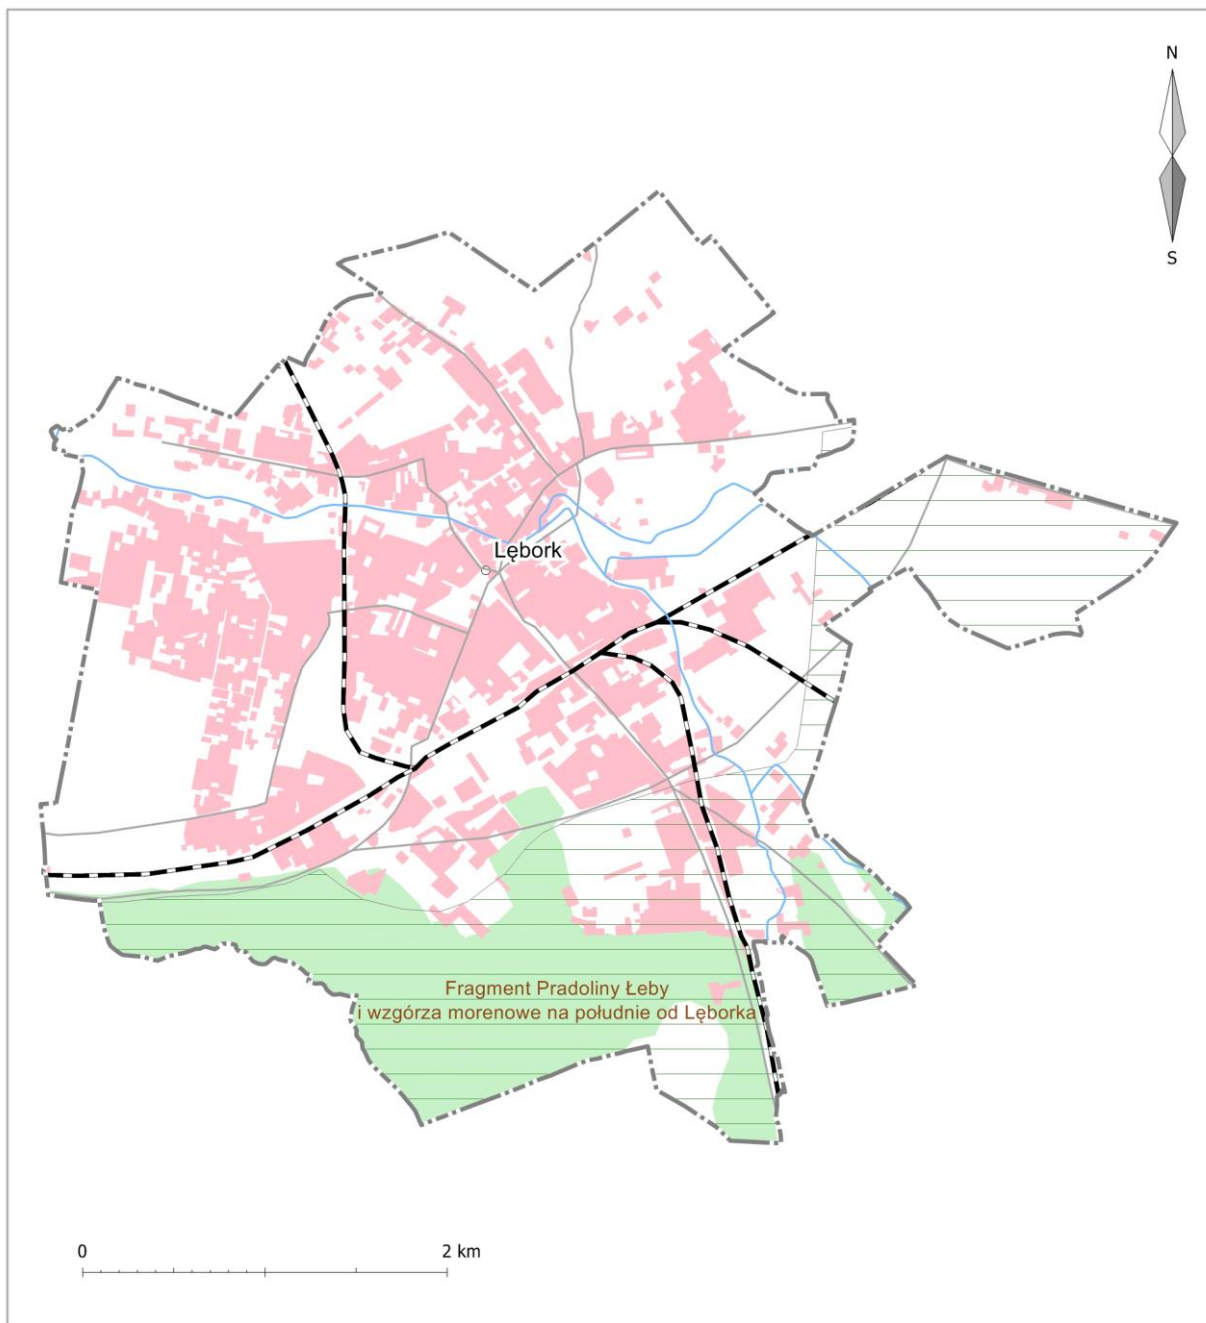 N
S
Lębork
Fragment Pradoliny Łeby
i wzgórza morenowe na południe od Lęborka
0 2 km